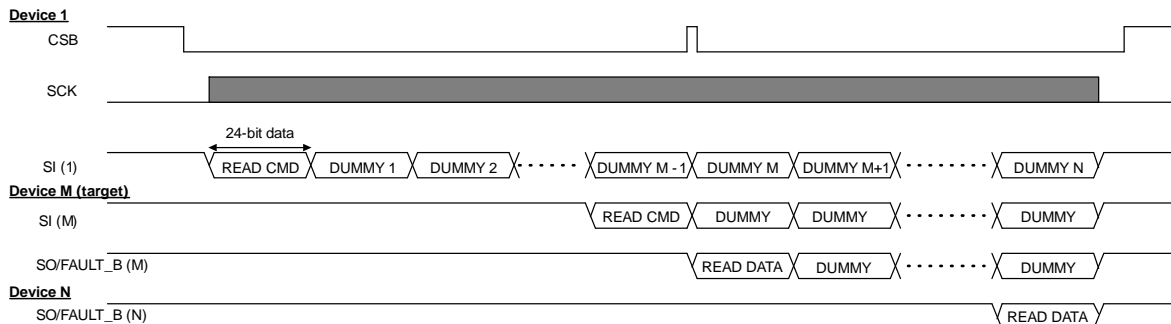 Device 1
CSB
SCK
24-bit data
SI (1) READ CMD DUMMY 1 DUMMY 2 DUMMY M - 1 DUMMY M DUMMY M+1 DUMMY N
Device M (target)
SI (M) READ CMD DUMMY DUMMY DUMMY
SO/FAULT_B (M) READ DATA DUMMY DUMMY
Device N
SO/FAULT_B (N) READ DATA